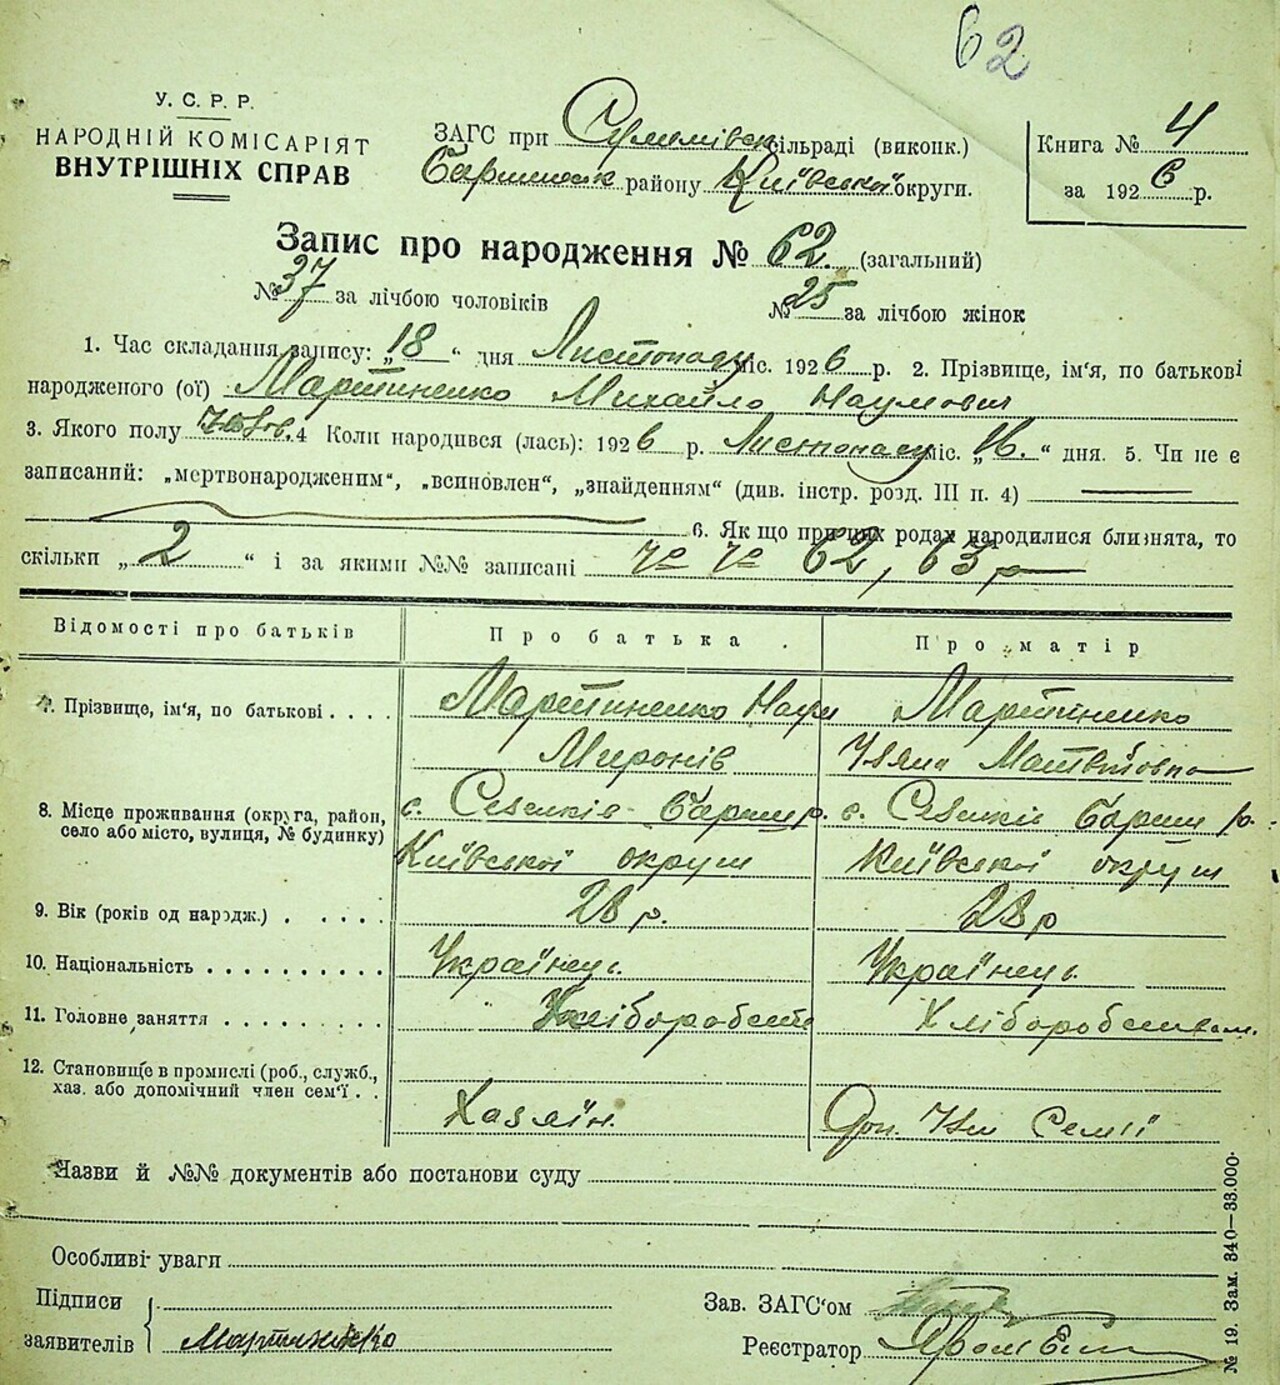 62
У. С. Р. Р.
НАРОДНІЙ КОМІСАРІЯТ
ВНУТРІШНІХ СПРАВ
ЗАГС при сільраді (виконк.)
району Київської округи.
Книга № 4
за 1926 р.
Запис про народження № 62. (загальний)
№ 37 за лічбою чоловіків № 25 за лічбою жінок
1. Час складання запису: „18“ дня Листопаду міс. 1926 р. 2. Прізвище, ім'я, по батькові
народженого (ої) Мартиненко Михайло Наумович
3. Якого полу 4 Коли народився (лась): 1926 р. Листопаду міс. „16.“ дня. 5. Чи не є
записаний: „мертвонародженим“, „всиновлен“, „знайденням“ (див. інстр. розд. III п. 4)
6. Як що при цих родах народилися близнята, то
скільки „2“ і за якими №№ записані 62, 63
Відомості про батьків Про батька Про матір
7. Прізвище, ім'я, по батькові . . . . Мартиненко Наум Мартиненко
Миронів Матвіївна
8. Місце проживання (округа, район, село або місто, вулиця, № будинку) с. Селенків Бариш р. с. Бариш р.
Київської округи Київської округи
9. Вік (років од народж.) . . . . . 28 р. 28 р
10. Національність . . . . . . . . . . Українець. Українець.
11. Головне заняття . . . . . . . . . Хліборобств Хліборобством.
12. Становище в промислі (роб., служб.,
хаз. або допомічний член сем'ї . . Хазяїн. Доп. Член Семії
Назви й №№ документів або постанови суду
Особливі уваги
Підписи
заявителів Мартиненко
Зав. ЗАГС'ом
Реєстратор
№ 19. Зам. 340—33.000.